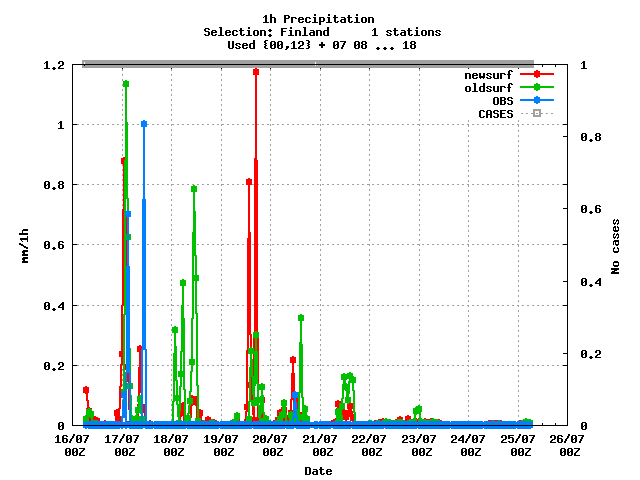 1h Precipitation
Selection: Finland 1 stations
Used {00,12} + 07 08 ... 18
newsurf
oldsurf
OBS
CASES
mm/1h
1.2
1
0.8
0.6
0.4
0.2
0
No cases
1
0.8
0.6
0.4
0.2
0
16/07 17/07 18/07 19/07 20/07 21/07 22/07 23/07 24/07 25/07 26/07
00Z 00Z 00Z 00Z 00Z 00Z 00Z 00Z 00Z 00Z 00Z
Date